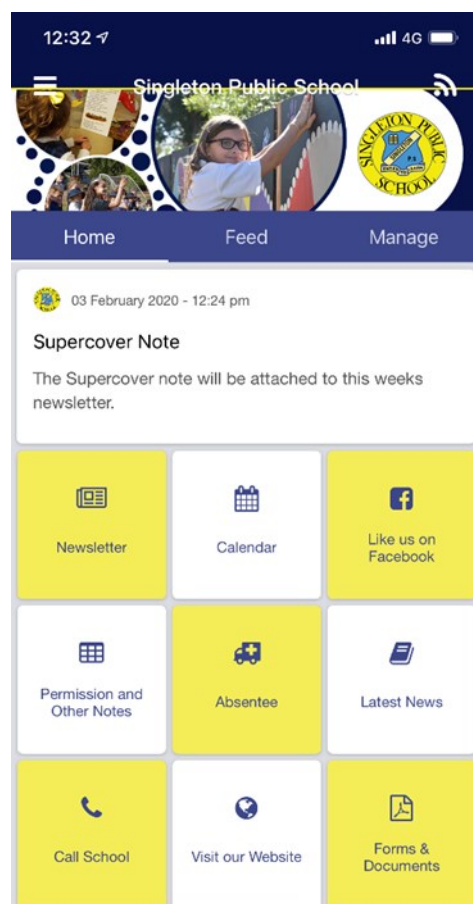 12:32
4G
Singleton Public School
SINGLETON PUBLIC
SCHOOL
Home
Feed
Manage
03 February 2020 - 12:24 pm
Supercover Note
The Supercover note will be attached to this weeks
newsletter.
Newsletter
Calendar
Like us on
Facebook
Permission and
Other Notes
Absentee
Latest News
Call School
Visit our Website
Forms &
Documents